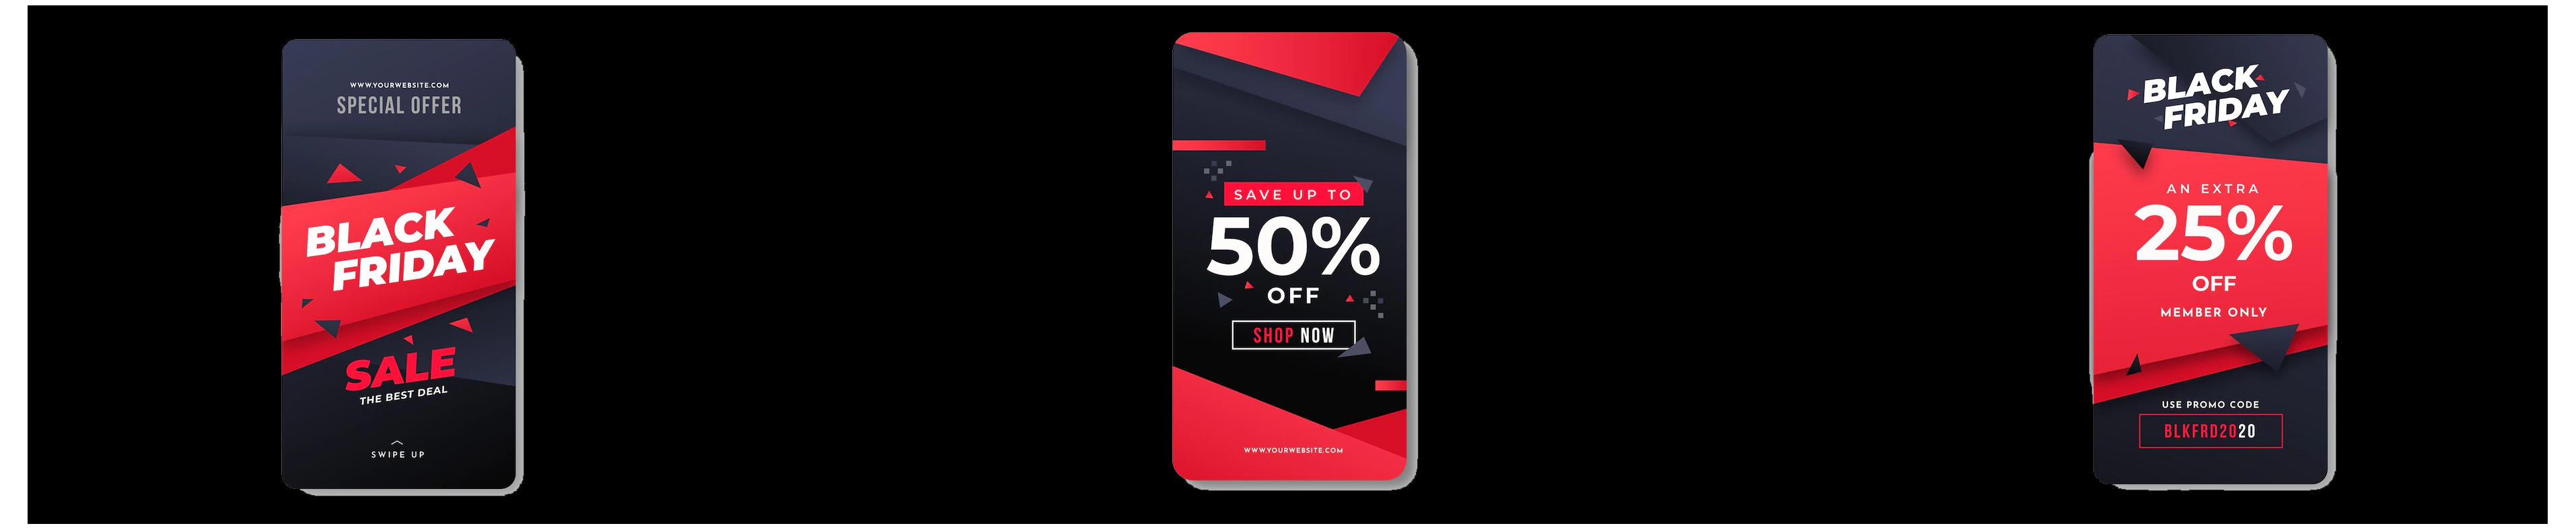 WWW.YOURWEBSITE.COM
SPECIAL OFFER
BLACK
FRIDAY
SALE
THE BEST DEAL
SWIPE UP
SAVE UP TO
50%
OFF
SHOP NOW
WWW.YOURWEBSITE.COM
BLACK
FRIDAY
AN EXTRA
25%
OFF
MEMBER ONLY
USE PROMO CODE
BLKFRD2020